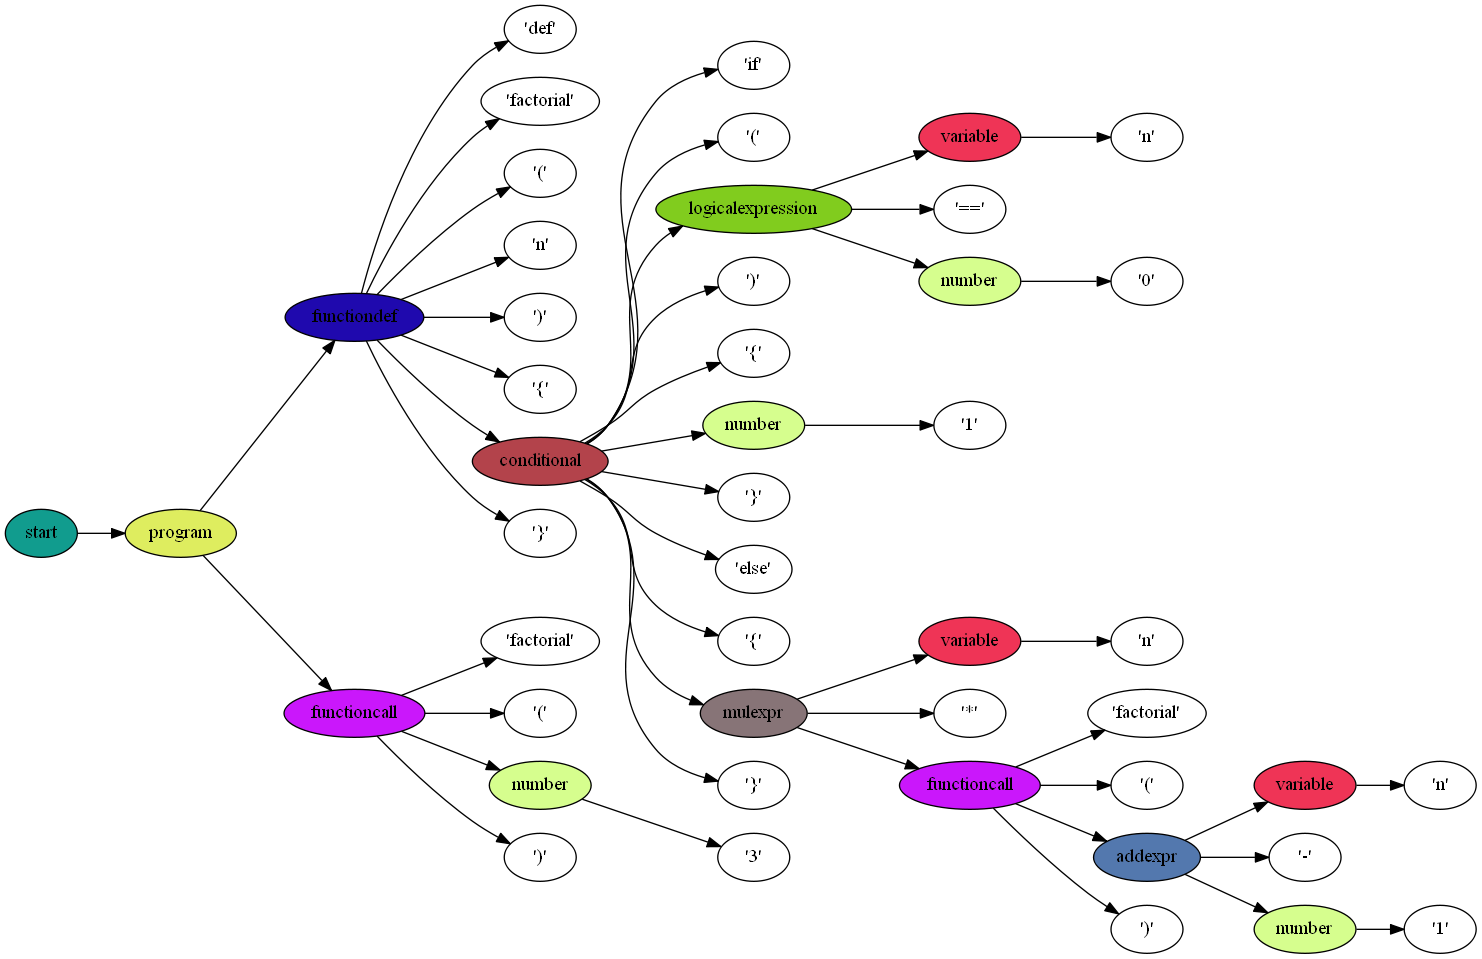 start
program
functiondef
'def'
'factorial'
'('
'n'
')'
'{'
conditional
'if'
'('
logicalexpression
variable
'n'
'=='
number
'0'
')'
'{'
number
'1'
'}'
'else'
'{'
mulexpr
variable
'n'
'*'
functioncall
'factorial'
'('
addexpr
variable
'n'
'-'
number
'1'
')'
'}'
'}'
functioncall
'factorial'
'('
number
'3'
')'